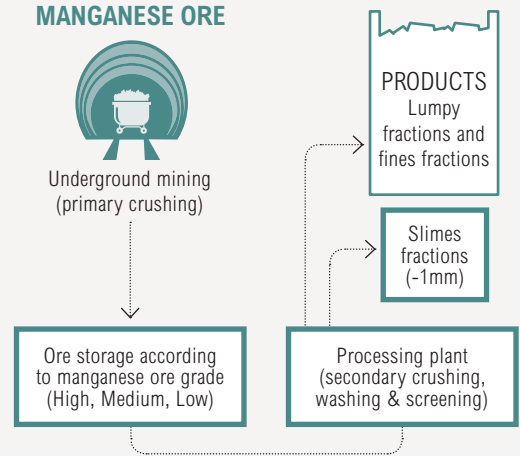 MANGANESE ORE
Underground mining
(primary crushing)
Ore storage according
to manganese ore grade
(High, Medium, Low)
Processing plant
(secondary crushing,
washing & screening)
Slimes
fractions
(-1mm)
PRODUCTS
Lumpy
fractions and
fines fractions